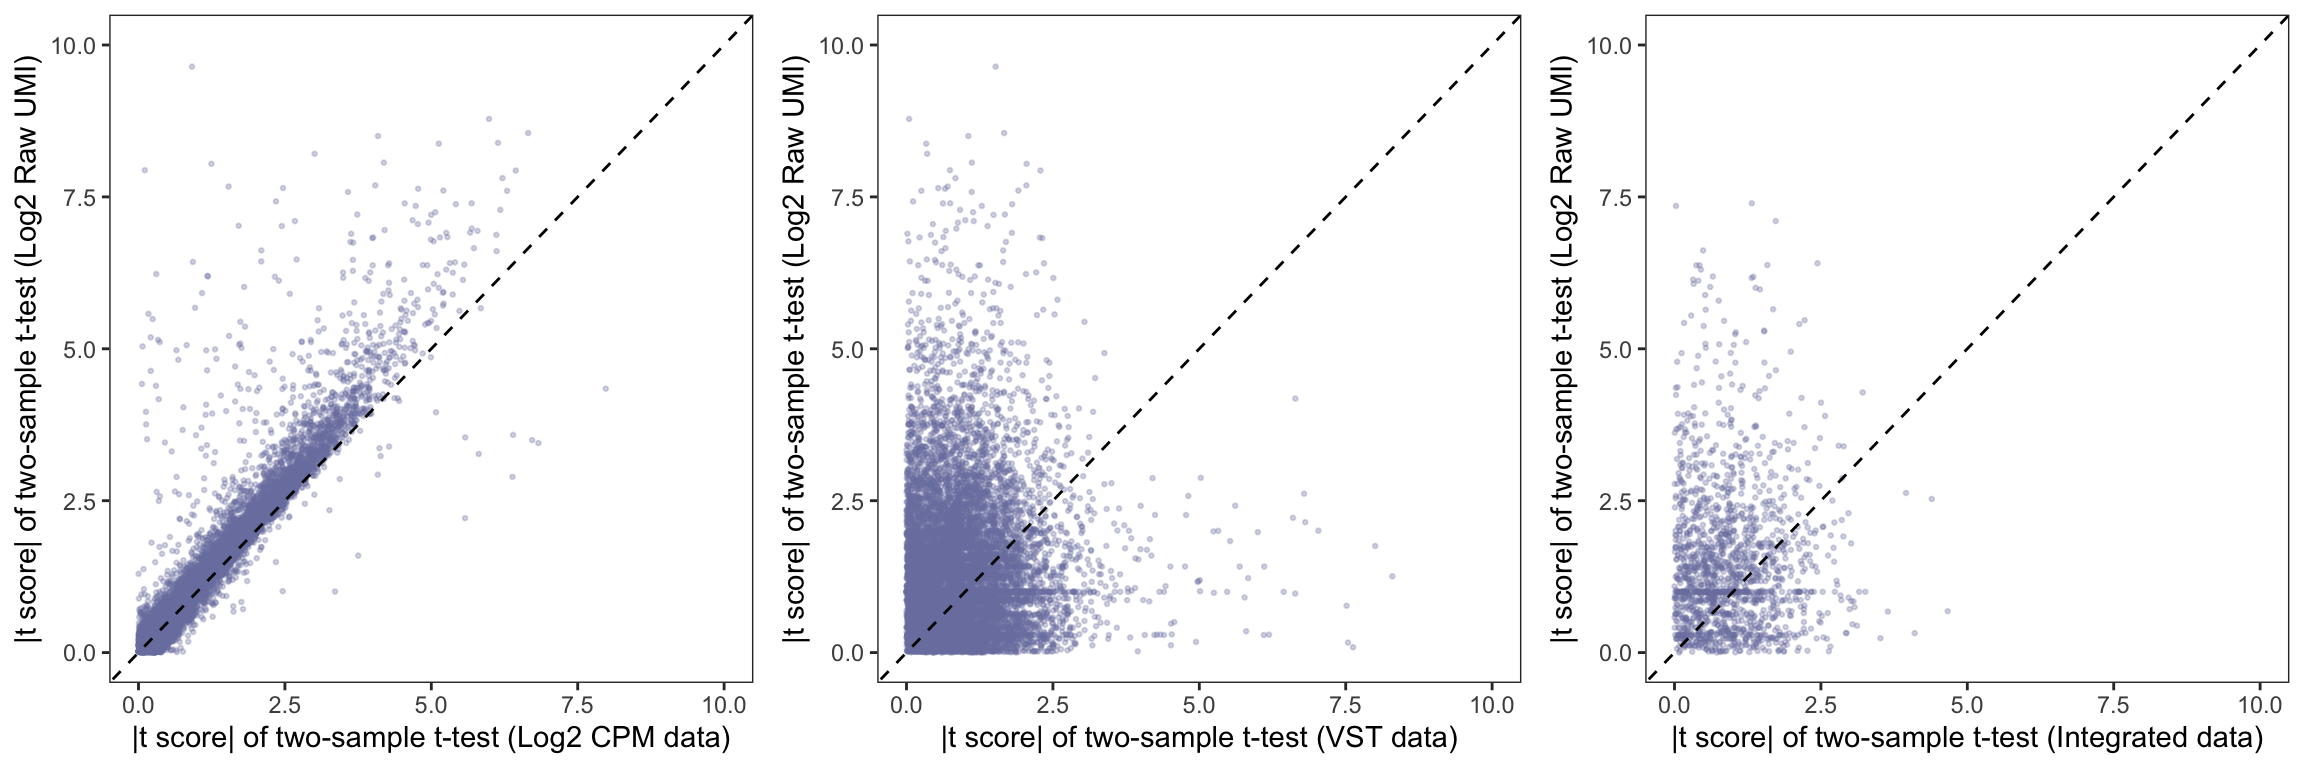 |t score| of two-sample t-test (Log2 Raw UMI)
10.0
7.5
5.0
2.5
0.0
0.0 2.5 5.0 7.5 10.0
|t score| of two-sample t-test (Log2 CPM data)
|t score| of two-sample t-test (Log2 Raw UMI)
10.0
7.5
5.0
2.5
0.0
0.0 2.5 5.0 7.5 10.0
|t score| of two-sample t-test (VST data)
|t score| of two-sample t-test (Log2 Raw UMI)
10.0
7.5
5.0
2.5
0.0
0.0 2.5 5.0 7.5 10.0
|t score| of two-sample t-test (Integrated data)